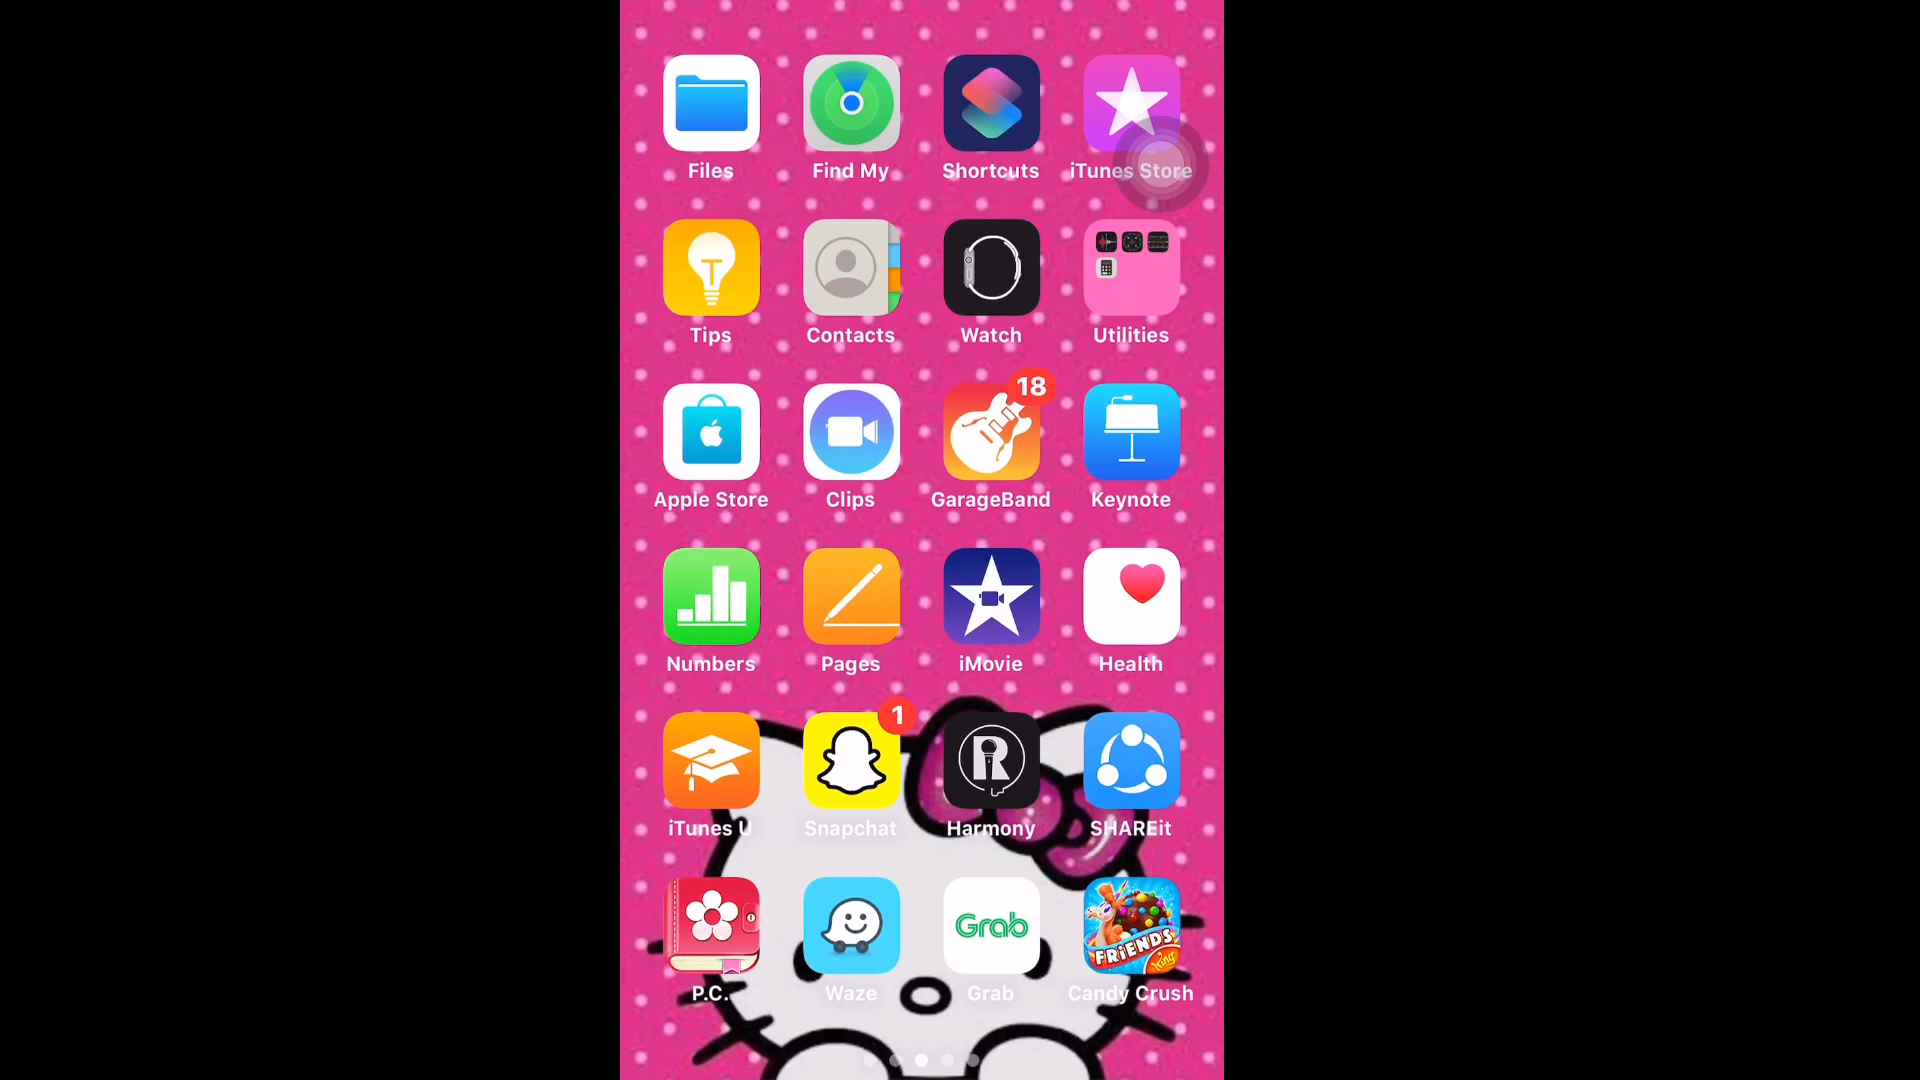 Files Find My Shortcuts iTunes Store
Tips Contacts Watch Utilities
18
Apple Store Clips GarageBand Keynote
Numbers Pages iMovie Health
1
R
iTunes U Snapchat Harmony SHAREit
Grab
FRiENDS
King
P.C. Waze Grab Candy Crush